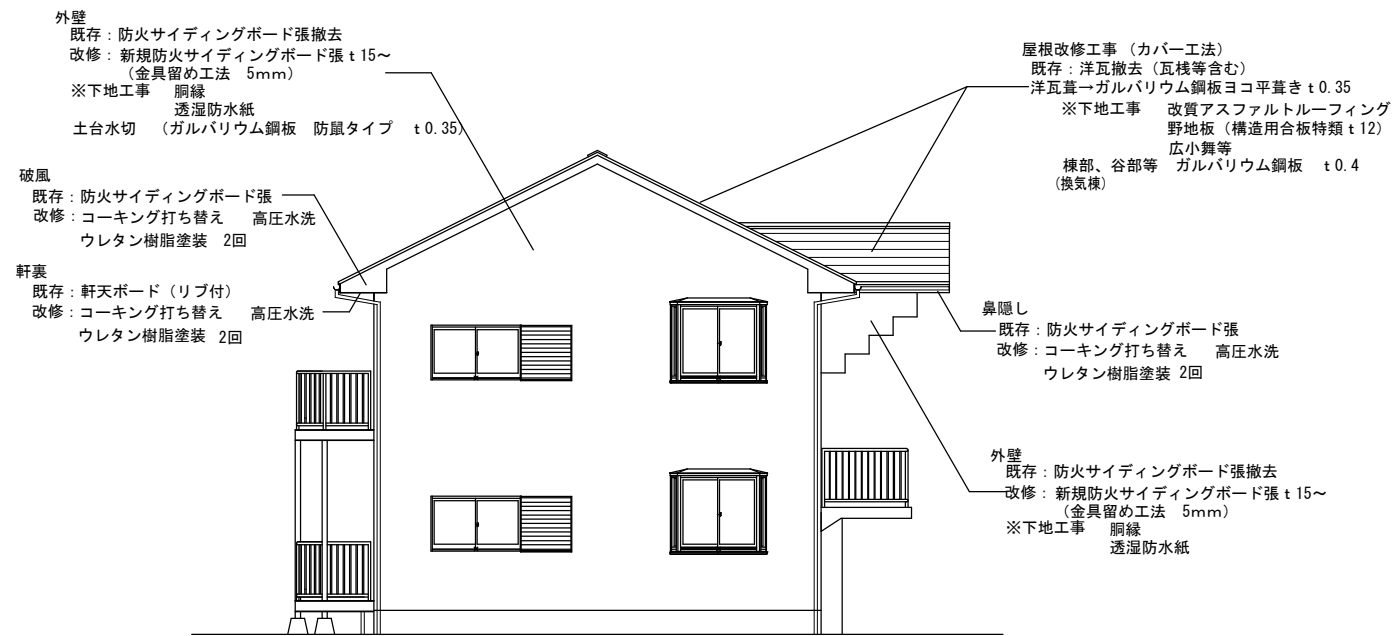 外壁
既存：防火サイディングボード張撤去
改修：新規防火サイディングボード張ｔ15～
（金具留め工法　5mm）
※下地工事　胴縁
透湿防水紙
土台水切　（ガルバリウム鋼板　防鼠タイプ　ｔ0.35）
破風
既存：防火サイディングボード張
改修：コーキング打ち替え　高圧水洗
ウレタン樹脂塗装　2回
軒裏
既存：軒天ボード（リブ付）
改修：コーキング打ち替え　高圧水洗
ウレタン樹脂塗装　2回
屋根改修工事（カバー工法）
既存：洋瓦撤去（瓦桟等含む）
洋瓦葺→ガルバリウム鋼板ヨコ平葺きｔ0.35
※下地工事　改質アスファルトルーフィング
野地板（構造用合板特類ｔ12）
広小舞等
棟部、谷部等　ガルバリウム鋼板　ｔ0.4
（換気棟）
鼻隠し
既存：防火サイディングボード張
改修：コーキング打ち替え　高圧水洗
ウレタン樹脂塗装 2回
外壁
既存：防火サイディングボード張撤去
改修：新規防火サイディングボード張ｔ15～
（金具留め工法　5mm）
※下地工事　胴縁
透湿防水紙